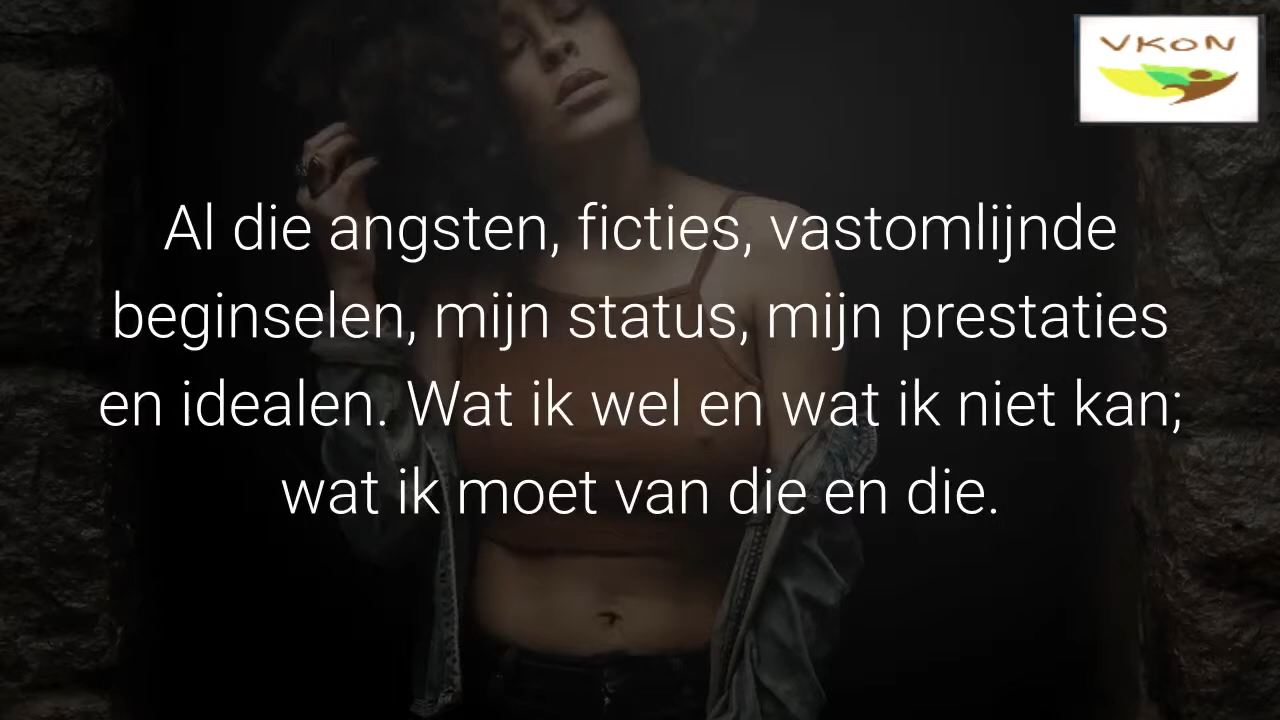 VKON
Al die angsten, ficties, vastomlijnde
beginselen, mijn status, mijn prestaties
en idealen. Wat ik wel en wat ik niet kan;
wat ik moet van die en die.